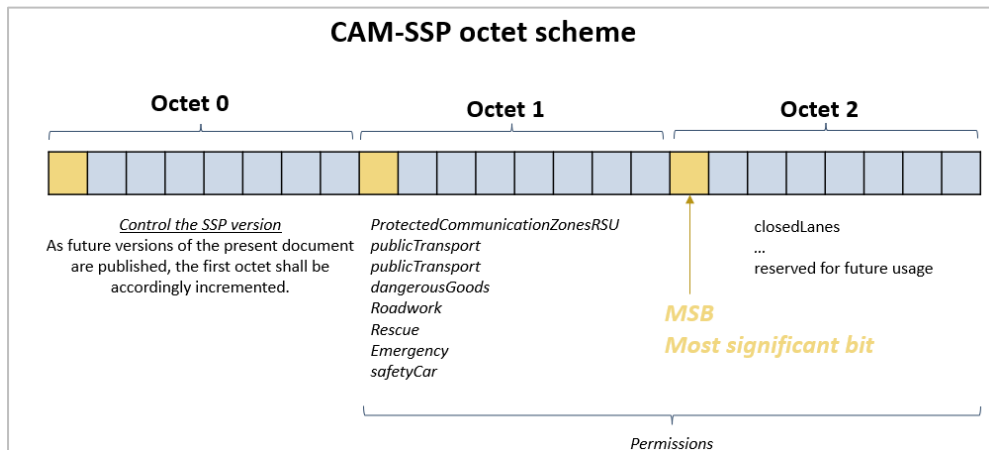 CAM-SSP octet scheme
Octet 0
Octet 1
Octet 2
Control the SSP version
As future versions of the present document
are published, the first octet shall be
accordingly incremented.
ProtectedCommunicationZonesRSU
publicTransport
publicTransport
dangerousGoods
Roadwork
Rescue
Emergency
safetyCar
closedLanes
...
reserved for future usage
MSB
Most significant bit
Permissions